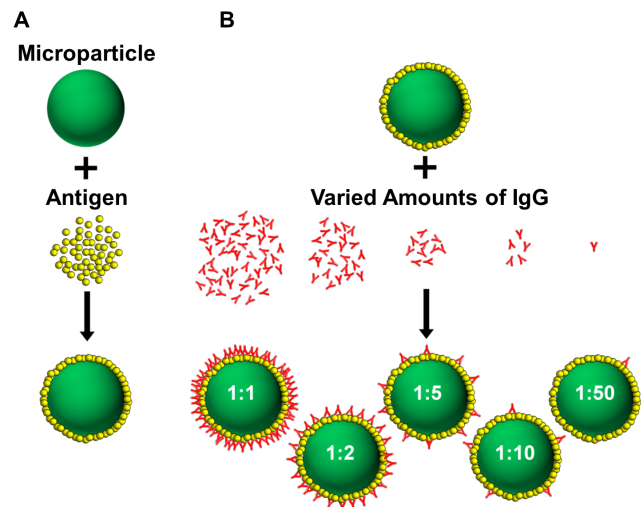 A
B
Microparticle
+
Antigen
+
Varied Amounts of IgG
1:1
1:2
1:5
1:10
1:50